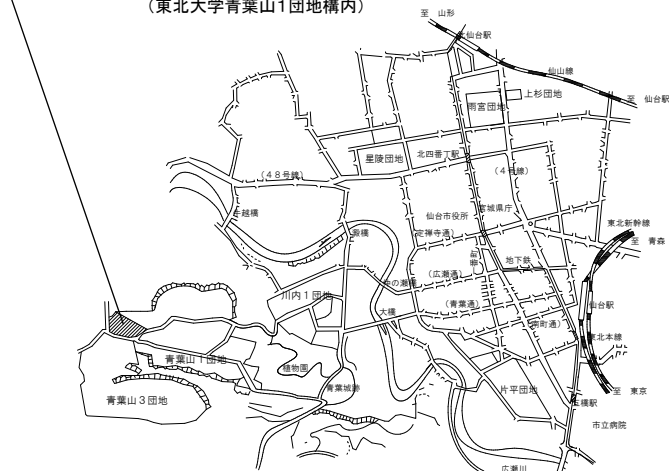 （東北大学青葉山1団地構内）
至　山形
北仙台駅
仙山線
至　仙台駅
上杉団地
雨宮団地
北四番丁駅
星陵団地
（４８号線）
（４号線）
牛越橋
仙台市役所
宮城県庁
澱橋
（定禅寺通）
東北新幹線
至　青森
地下鉄
（広瀬通）
仲の瀬橋
川内１団地
（青葉通）
仙台駅
大橋
（南町通）
東北本線
青葉山１団地
植物園
青葉城跡
青葉山３団地
片平団地
至　東京
五橋駅
市立病院
広瀬川